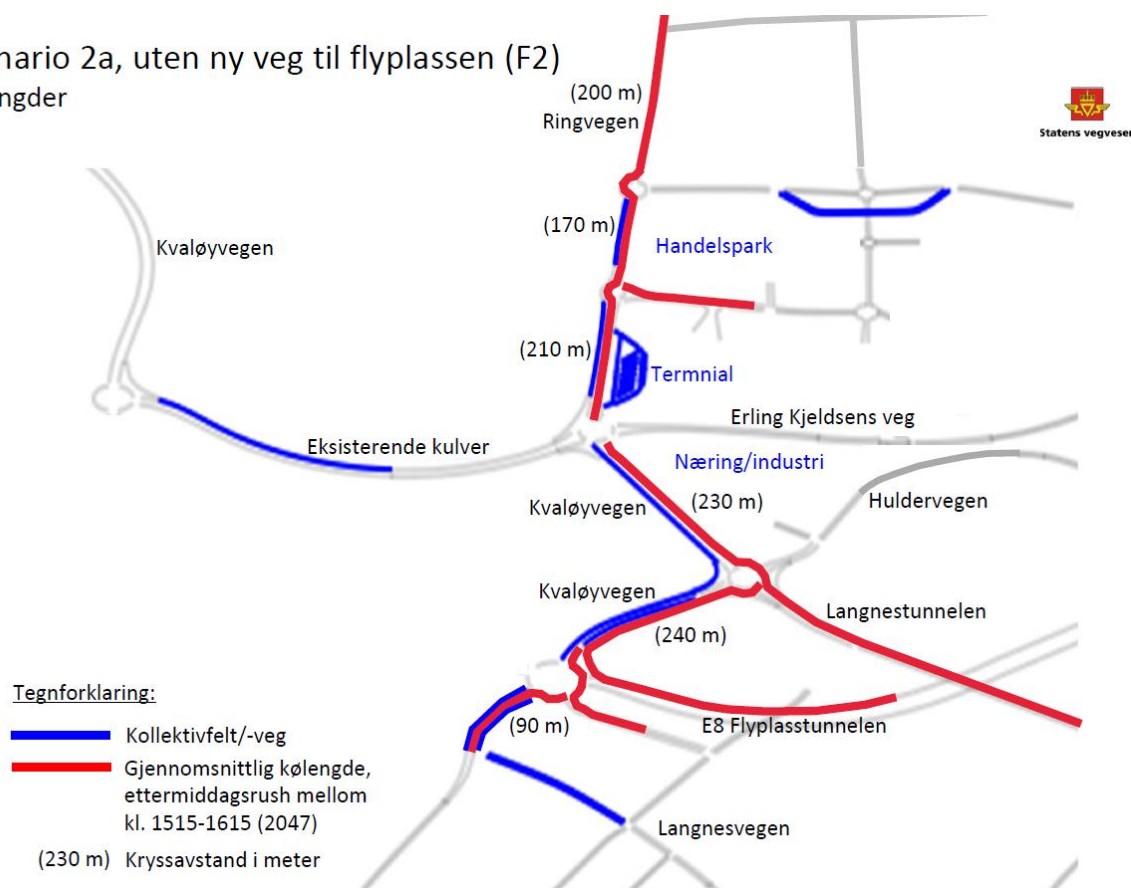 nario 2a, uten ny veg til flyplassen (F2)
ngder
(200 m)
Ringvegen
Statens vegvesen
(170 m)
Handelspark
Kvaløyvegen
(210 m)
Termnial
Erling Kjeldsens veg
Eksisterende kulver
Næring/industri
(230 m)
Kvaløyvegen
Huldervegen
Kvaløyvegen
Langnestunnelen
(240 m)
(90 m)
E8 Flyplasstunnelen
Langnesvegen
Tegnforklaring:
Kollektivfelt/-veg
Gjennomsnittlig kølengde,
ettermiddagsrush mellom
kl. 1515-1615 (2047)
(230 m) Kryssavstand i meter